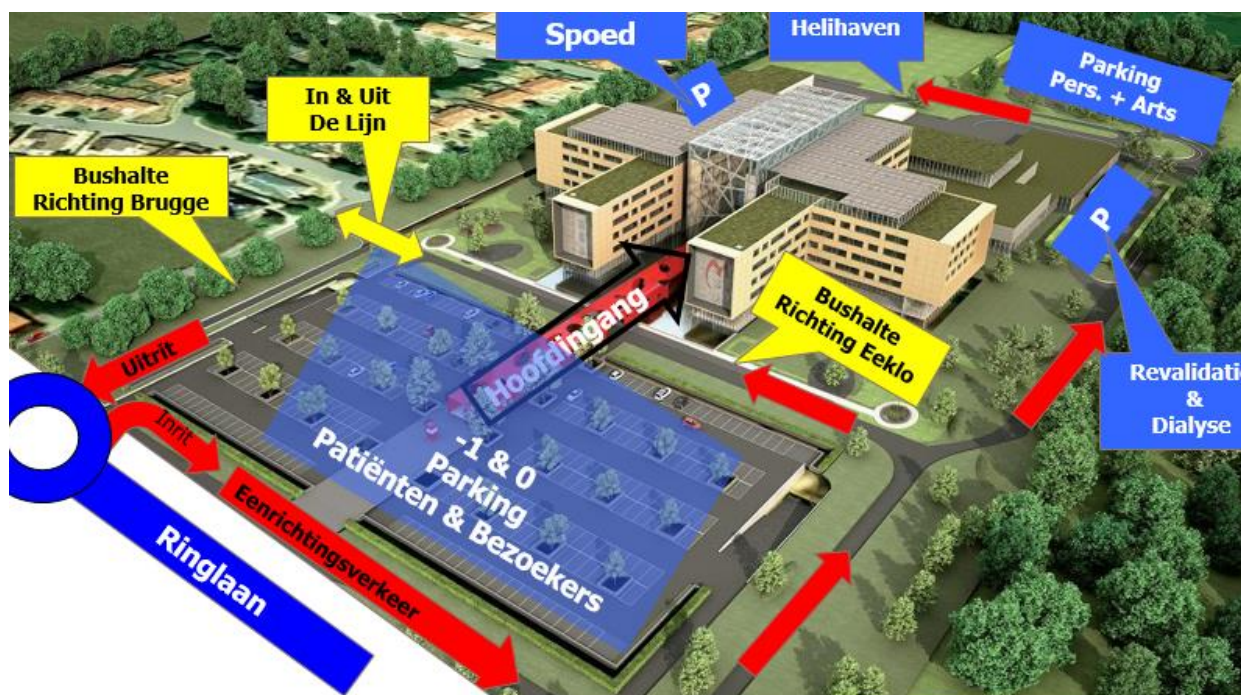 Spoed
Helihaven
P
Parking
Pers. + Arts
In & Uit
De Lijn
Bushalte
Richting Brugge
P
Hoofdingang
Bushalte
Richting Eeklo
Uitrit
Inrit
Revalidatie
&
Dialyse
-1 & 0
Parking
Patiënten & Bezoekers
Eenrichtingsverkeer
Ringlaan